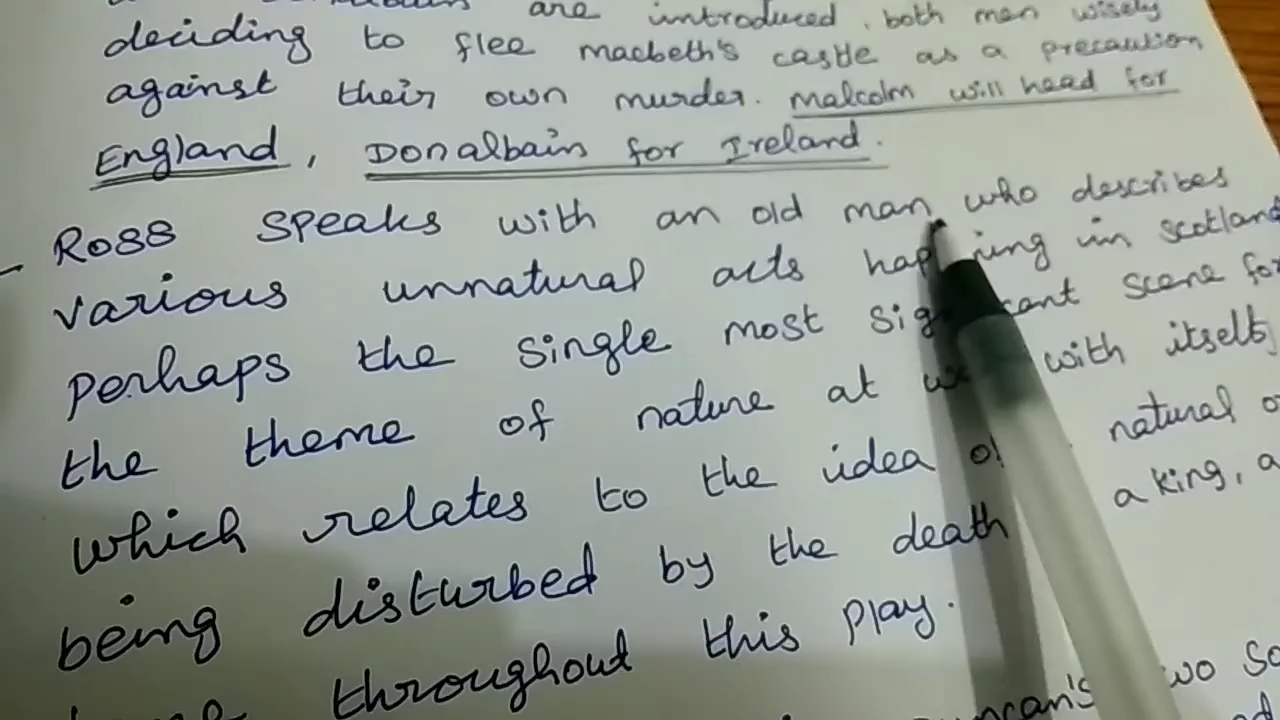 are introduced, both men wisely
deciding to flee macbeth's castle as a precaution
against their own murder. Malcolm will head for
England, Donalbain for Ireland.
- Ross speaks with an old man who describes
various unnatural acts happening in scotland
perhaps the single most significant scene for
the theme of nature at with itself,
which relates to the idea of natural
being disturbed by the death a king, a
throughout this play.
two